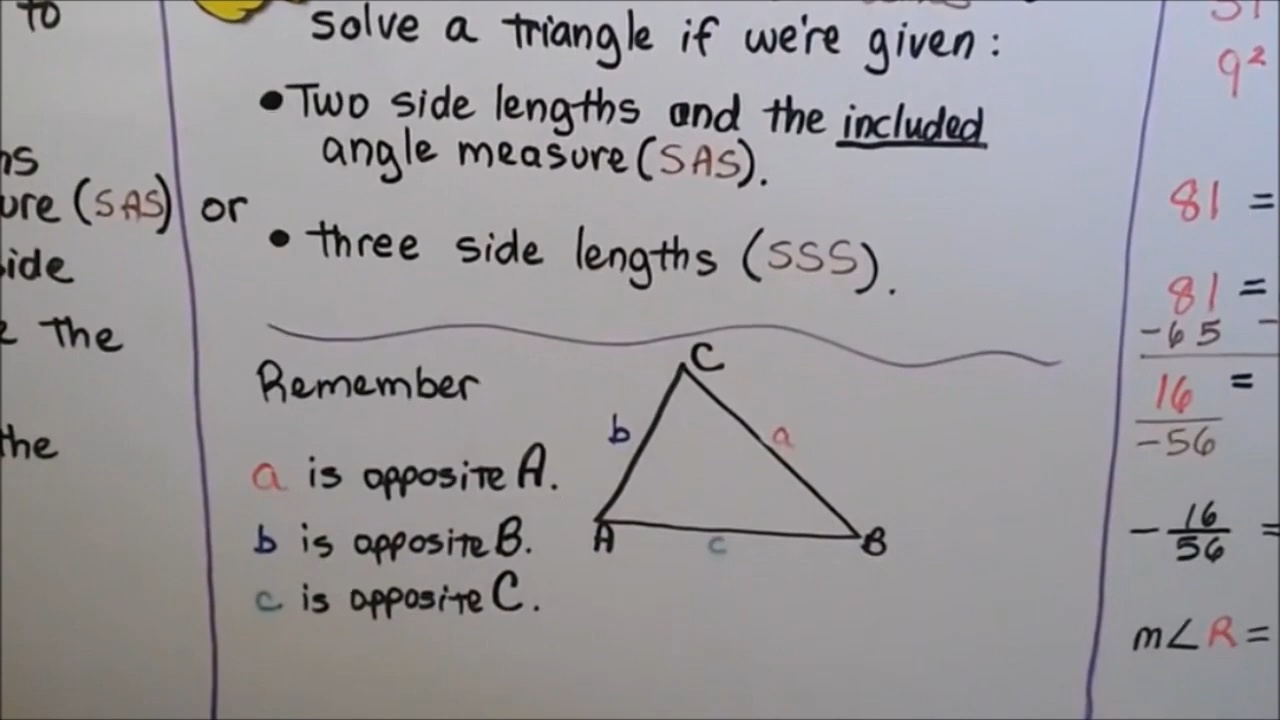 to
ure (SAS) or
the
the
solve a triangle if we're given:
• Two side lengths and the included
angle measure (SAS).
• three side lengths (SSS).
Remember
a is opposite A.
b is opposite B.
c is opposite C.
C
b
a
A
c
B
9²
81 =
81 =
-65 -
16 =
-56
- 16/56 =
m∠R=